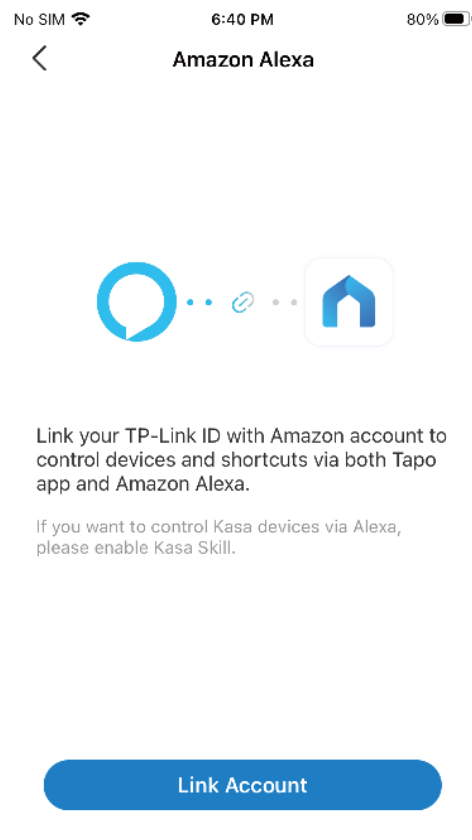 No SIM 6:40 PM 80%
Amazon Alexa
Link your TP-Link ID with Amazon account to
control devices and shortcuts via both Tapo
app and Amazon Alexa.
If you want to control Kasa devices via Alexa,
please enable Kasa Skill.
Link Account